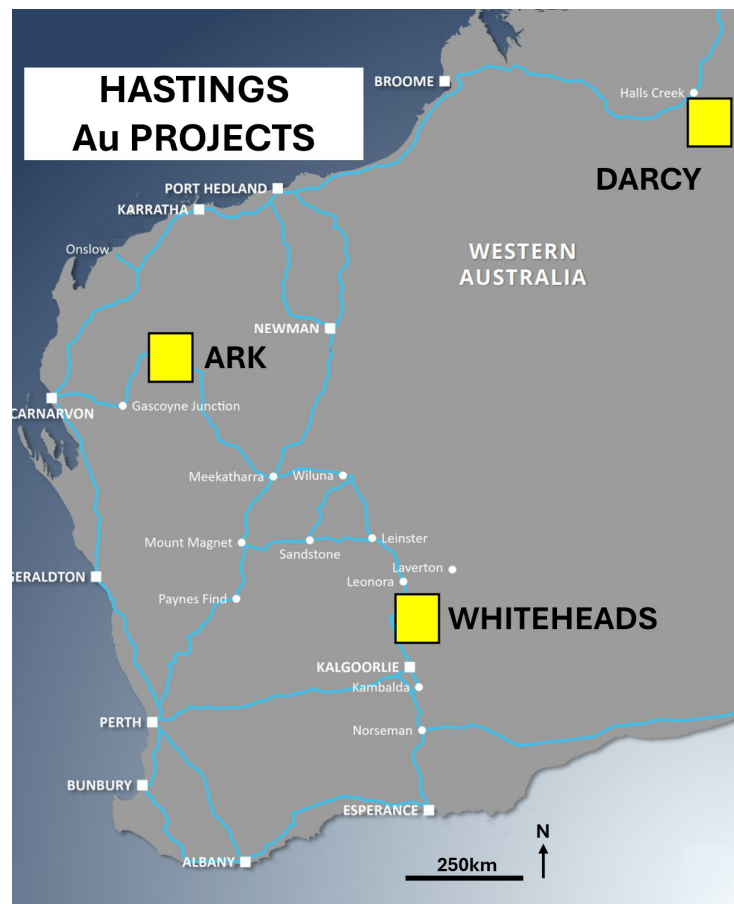 HASTINGS
Au PROJECTS
BROOME
Halls Creek
DARCY
PORT HEDLAND
KARRATHA
Onslow
WESTERN
AUSTRALIA
NEWMAN
ARK
CARNARVON
Gascoyne Junction
Meekatharra
Wiluna
Mount Magnet
Sandstone
Leinster
Laverton
Leonora
GERALDTON
Paynes Find
WHITEHEADS
KALGOORLIE
Kambalda
PERTH
Norseman
BUNBURY
ESPERANCE
ALBANY
N
250km